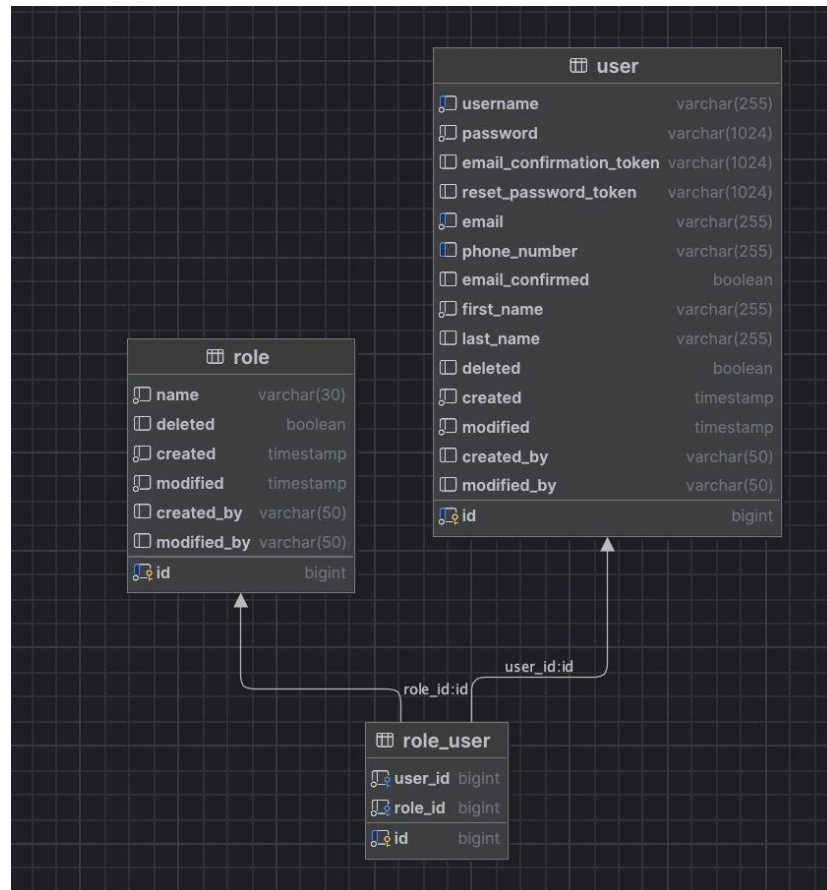 user
username varchar(255)
password varchar(1024)
email_confirmation_token varchar(1024)
reset_password_token varchar(1024)
email varchar(255)
phone_number varchar(255)
email_confirmed boolean
first_name varchar(255)
last_name varchar(255)
deleted boolean
created timestamp
modified timestamp
created_by varchar(50)
modified_by varchar(50)
id bigint
role
name varchar(30)
deleted boolean
created timestamp
modified timestamp
created_by varchar(50)
modified_by varchar(50)
id bigint
user_id:id
role_id:id
role_user
user_id bigint
role_id bigint
id bigint